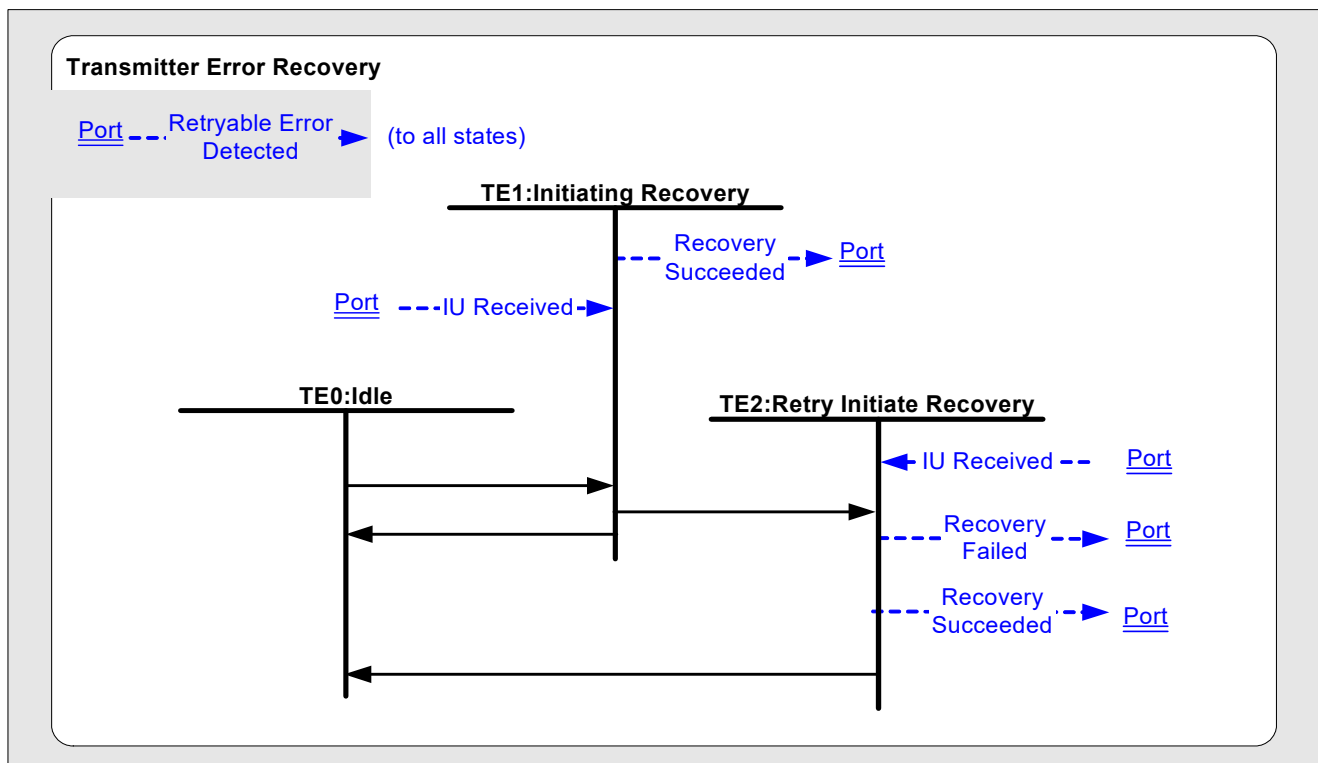 Transmitter Error Recovery
Port
Retryable Error
Detected
(to all states)
TE1:Initiating Recovery
Recovery
Succeeded
Port
Port
IU Received
TE0:Idle
TE2:Retry Initiate Recovery
IU Received
Port
Recovery
Failed
Port
Recovery
Succeeded
Port